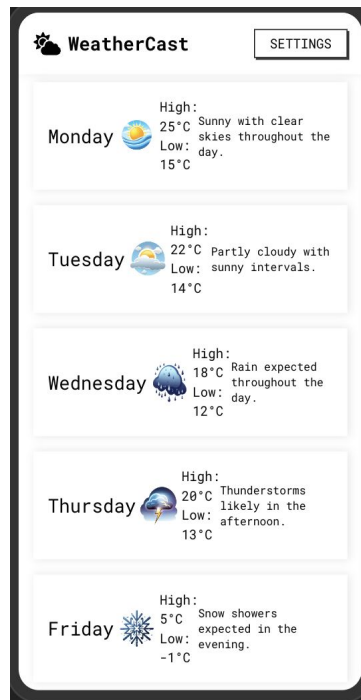 WeatherCast
SETTINGS
Monday
High:
25°C
Low:
15°C
Sunny with clear
skies throughout the
day.
Tuesday
High:
22°C
Low:
14°C
Partly cloudy with
sunny intervals.
Wednesday
High:
18°C
Low:
12°C
Rain expected
throughout the
day.
Thursday
High:
20°C
Low:
13°C
Thunderstorms
likely in the
afternoon.
Friday
High:
5°C
Low:
-1°C
Snow showers
expected in the
evening.